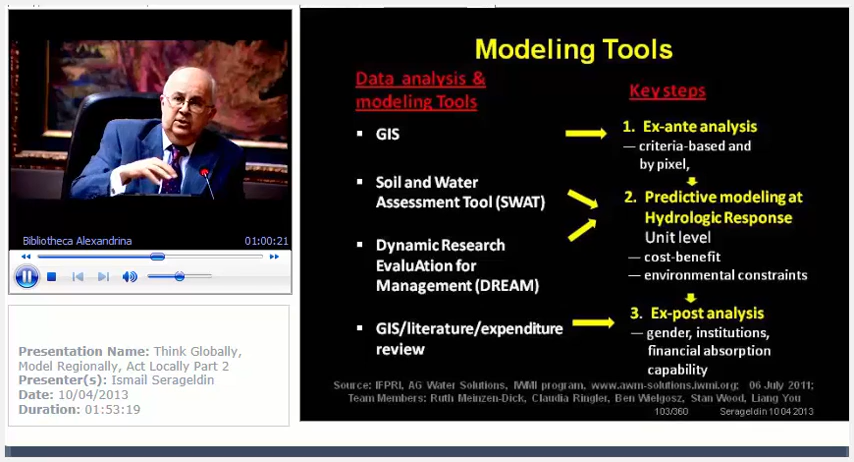 Bibliotheca Alexandrina 01:00:21
Presentation Name: Think Globally,
Model Regionally, Act Locally Part 2
Presenter(s): Ismail Serageldin
Date: 10/04/2013
Duration: 01:53:19
Modeling Tools
Data analysis &
modeling Tools
GIS
Soil and Water
Assessment Tool (SWAT)
Dynamic Research
EvaluAtion for
Management (DREAM)
GIS/literature/expenditure
review
Key steps
1. Ex-ante analysis
— criteria-based and
by pixel,
2. Predictive modeling at
Hydrologic Response
Unit level
— cost-benefit
— environmental constraints
3. Ex-post analysis
— gender, institutions,
financial absorption
capability
Source: IFPRI, AG Water Solutions, IWMI program, www.awm-solutions.iwmi.org; 06 July 2011;
Team Members: Ruth Meinzen-Dick, Claudia Ringler, Ben Wielgosz, Stan Wood, Liang You
103/360 Serageldin 10 04 2013